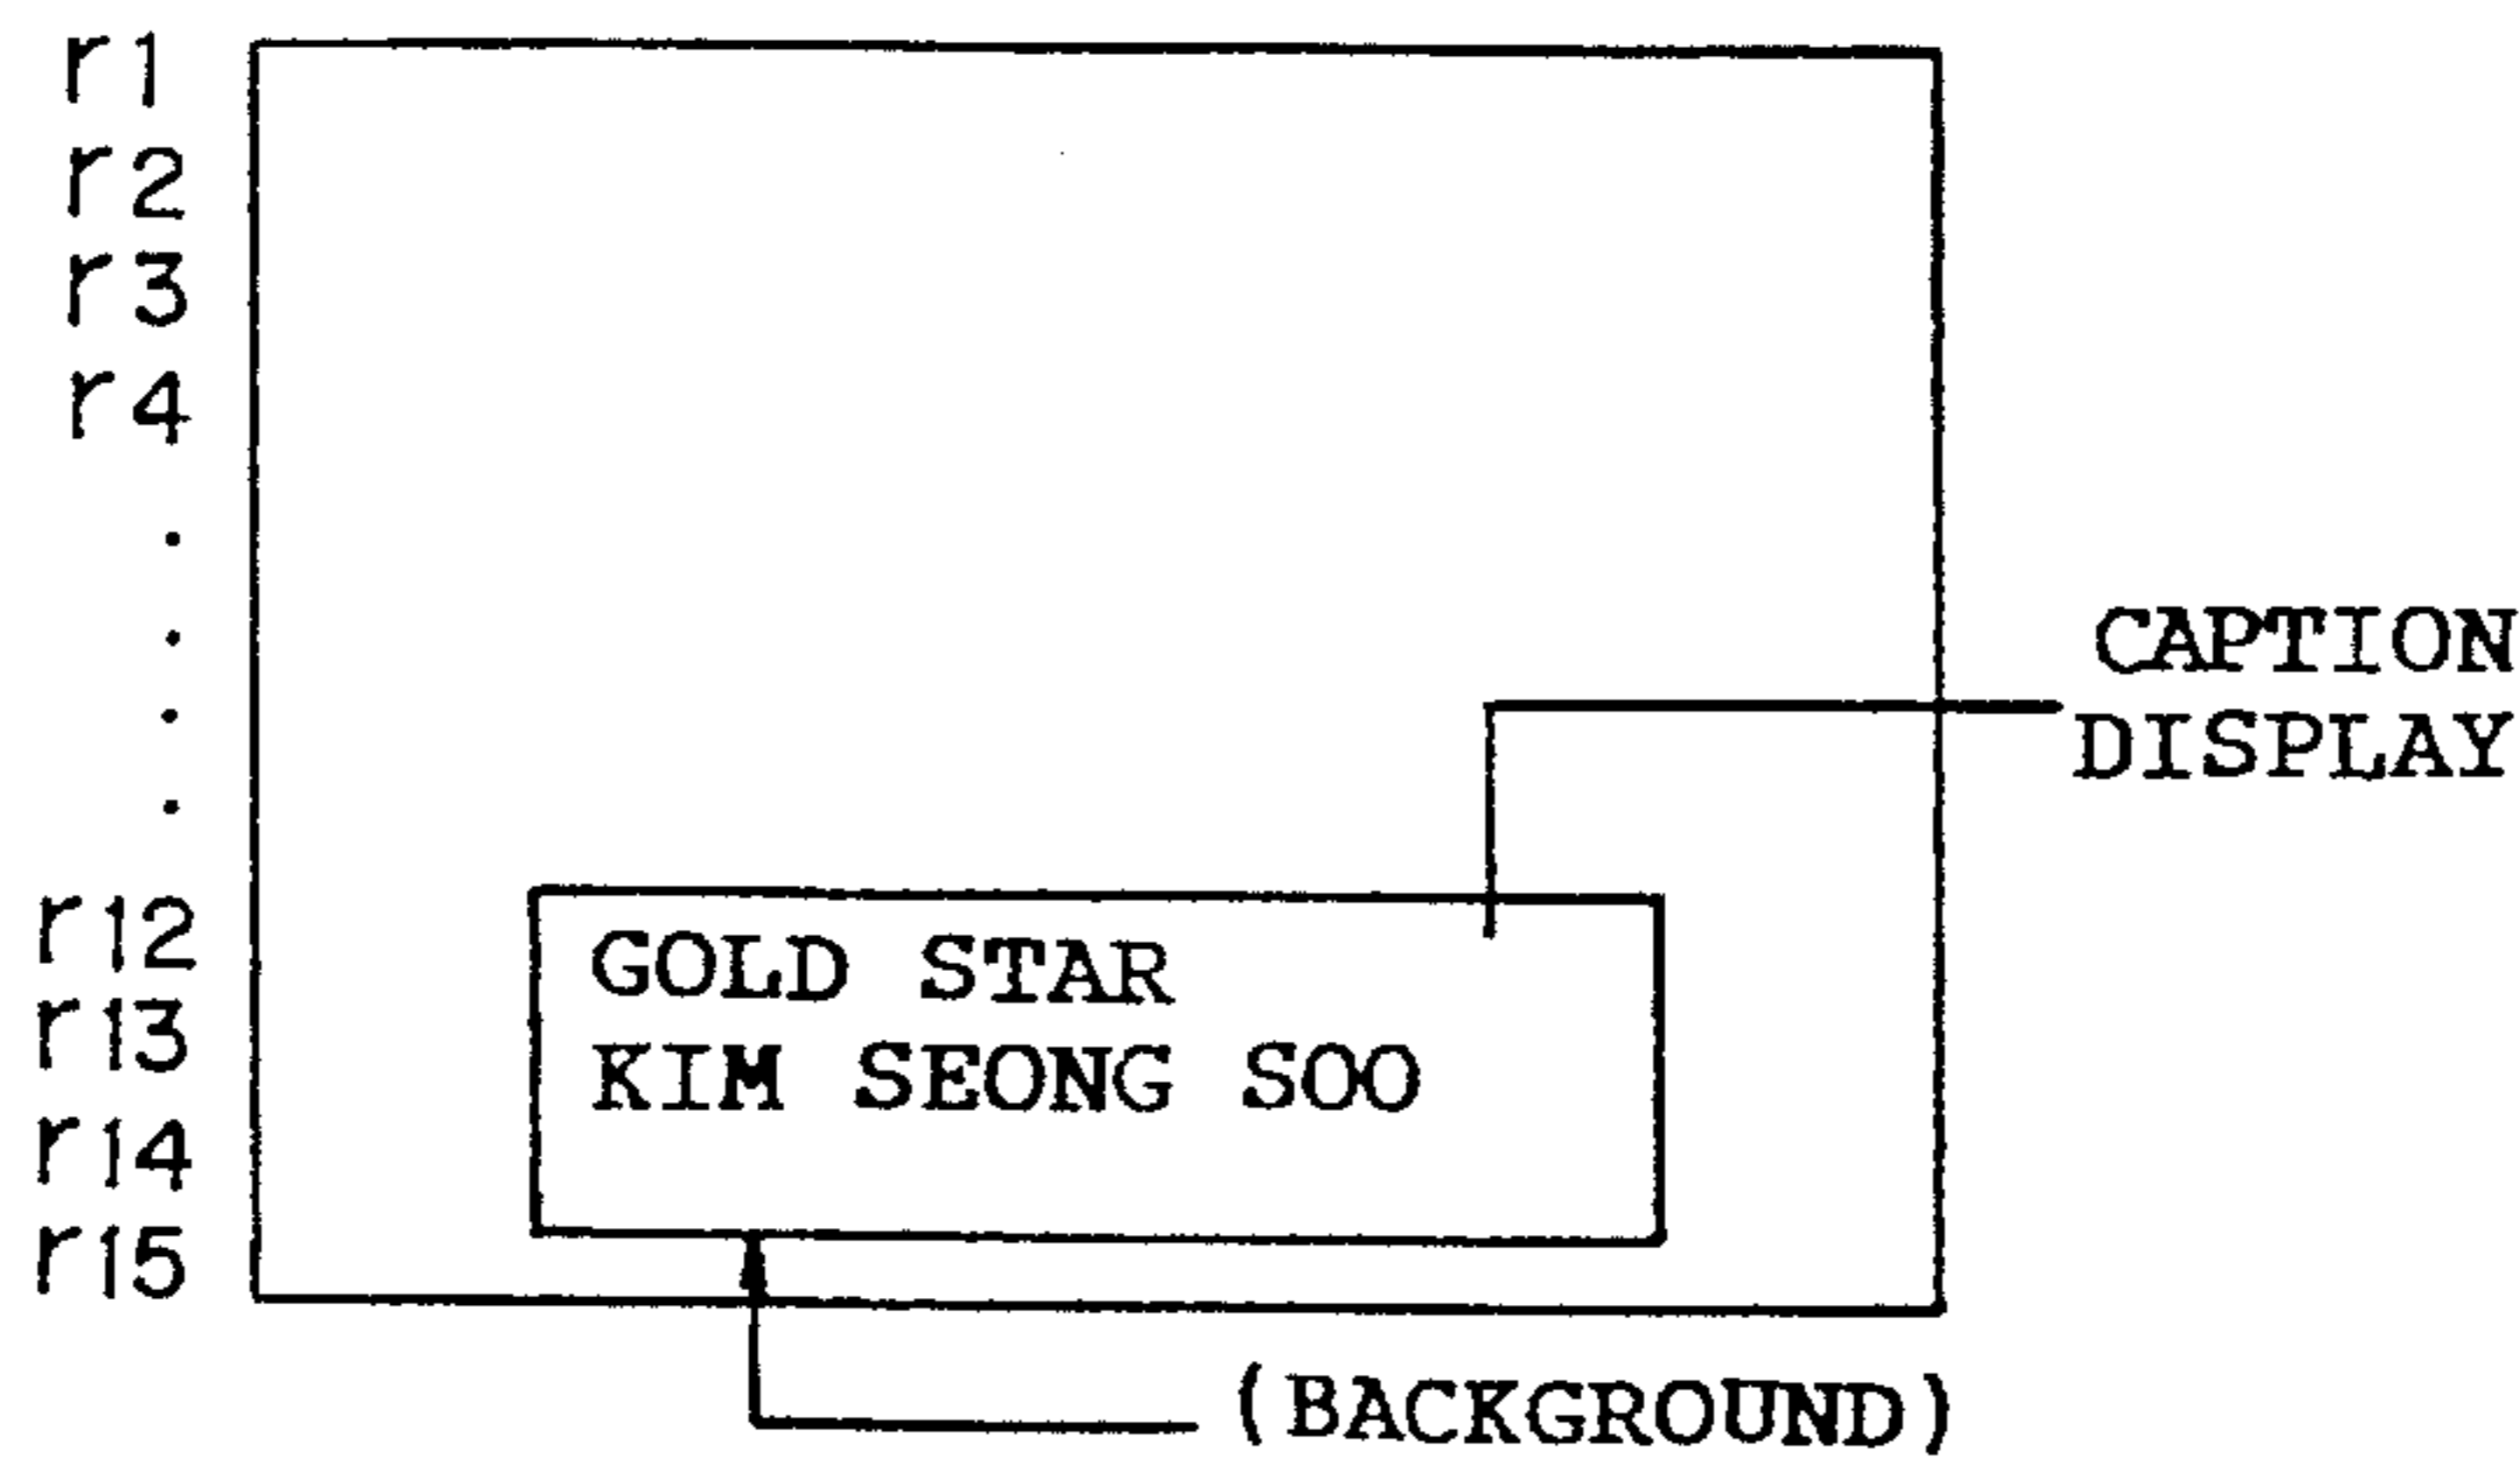 r1
r2
r3
r4
.
.
.
.
CAPTION
DISPLAY
r12 GOLD STAR
r13 KIM SEONG SOO
r14
r15
(BACKGROUND)